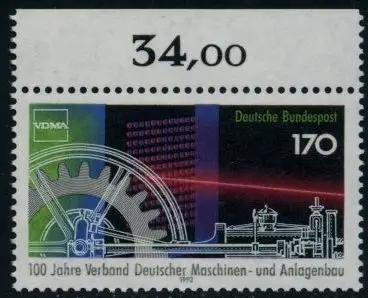 34,00
VDMA
Deutsche Bundespost
170
100 Jahre Verband Deutscher Maschinen- und Anlagenbau
1992